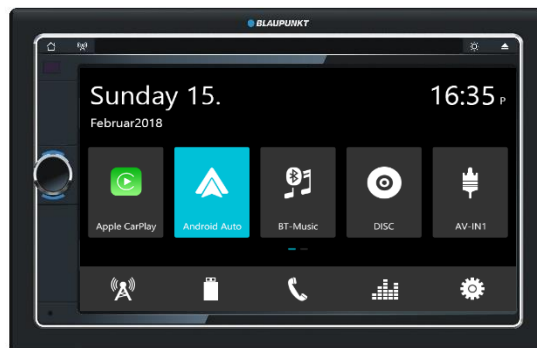 BLAUPUNKT
Sunday 15.
Februar2018
16:35 P
Apple CarPlay
Android Auto
BT-Music
DISC
AV-IN1